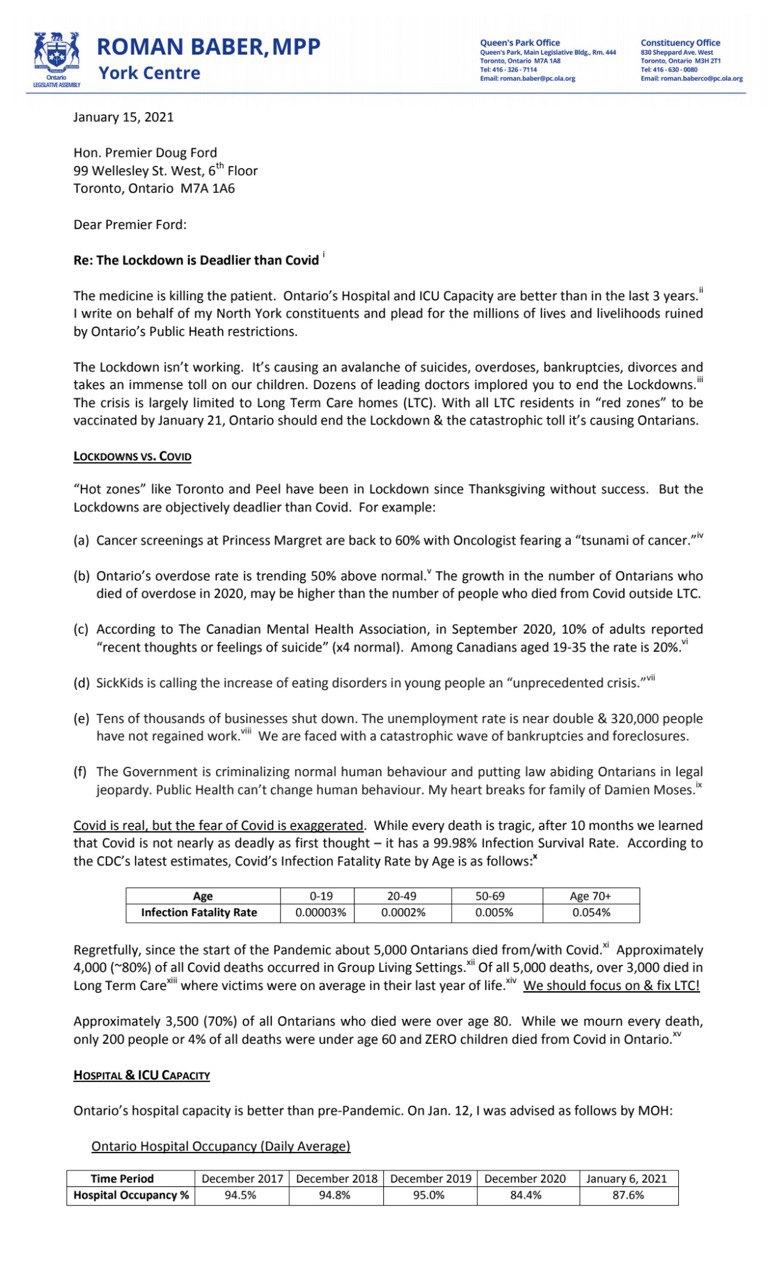 ROMAN BABER, MPP
York Centre
Ontario
LEGISLATIVE ASSEMBLY
Queen's Park Office
Queen's Park, Main Legislative Bldg., Rm. 444
Toronto, Ontario M7A 1A8
Tel: 416 - 326 - 7114
Email: roman.baber@pc.ola.org
Constituency Office
830 Sheppard Ave. West
Toronto, Ontario M3H 2T1
Tel: 416 - 630 - 0080
Email: roman.baberco@pc.ola.org
January 15, 2021
Hon. Premier Doug Ford
99 Wellesley St. West, 6th Floor
Toronto, Ontario M7A 1A6
Dear Premier Ford:
Re: The Lockdown is Deadlier than Covid i
The medicine is killing the patient. Ontario's Hospital and ICU Capacity are better than in the last 3 years.ii
I write on behalf of my North York constituents and plead for the millions of lives and livelihoods ruined
by Ontario's Public Heath restrictions.
The Lockdown isn't working. It's causing an avalanche of suicides, overdoses, bankruptcies, divorces and
takes an immense toll on our children. Dozens of leading doctors implored you to end the Lockdowns.iii
The crisis is largely limited to Long Term Care homes (LTC). With all LTC residents in “red zones” to be
vaccinated by January 21, Ontario should end the Lockdown & the catastrophic toll it's causing Ontarians.
LOCKDOWNS VS. COVID
“Hot zones” like Toronto and Peel have been in Lockdown since Thanksgiving without success. But the
Lockdowns are objectively deadlier than Covid. For example:
(a) Cancer screenings at Princess Margret are back to 60% with Oncologist fearing a “tsunami of cancer.”iv
(b) Ontario's overdose rate is trending 50% above normal.v The growth in the number of Ontarians who
died of overdose in 2020, may be higher than the number of people who died from Covid outside LTC.
(c) According to The Canadian Mental Health Association, in September 2020, 10% of adults reported
“recent thoughts or feelings of suicide” (x4 normal). Among Canadians aged 19-35 the rate is 20%.vi
(d) SickKids is calling the increase of eating disorders in young people an “unprecedented crisis.”vii
(e) Tens of thousands of businesses shut down. The unemployment rate is near double & 320,000 people
have not regained work.viii We are faced with a catastrophic wave of bankruptcies and foreclosures.
(f) The Government is criminalizing normal human behaviour and putting law abiding Ontarians in legal
jeopardy. Public Health can't change human behaviour. My heart breaks for family of Damien Moses.ix
Covid is real, but the fear of Covid is exaggerated. While every death is tragic, after 10 months we learned
that Covid is not nearly as deadly as first thought – it has a 99.98% Infection Survival Rate. According to
the CDC's latest estimates, Covid's Infection Fatality Rate by Age is as follows:x
Age 0-19 20-49 50-69 Age 70+
Infection Fatality Rate 0.00003% 0.0002% 0.005% 0.054%
Regretfully, since the start of the Pandemic about 5,000 Ontarians died from/with Covid.xi Approximately
4,000 (~80%) of all Covid deaths occurred in Group Living Settings.xii Of all 5,000 deaths, over 3,000 died in
Long Term Carexiii where victims were on average in their last year of life.xiv We should focus on & fix LTC!
Approximately 3,500 (70%) of all Ontarians who died were over age 80. While we mourn every death,
only 200 people or 4% of all deaths were under age 60 and ZERO children died from Covid in Ontario.xv
HOSPITAL & ICU CAPACITY
Ontario's hospital capacity is better than pre-Pandemic. On Jan. 12, I was advised as follows by MOH:
Ontario Hospital Occupancy (Daily Average)
Time Period December 2017 December 2018 December 2019 December 2020 January 6, 2021
Hospital Occupancy % 94.5% 94.8% 95.0% 84.4% 87.6%